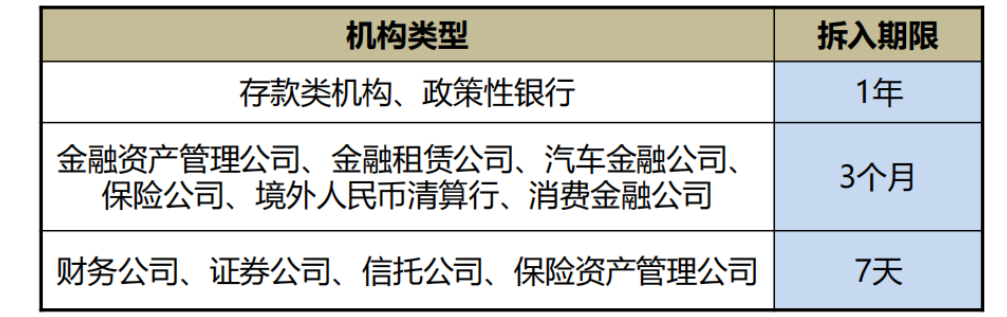 机构类型 拆入期限
存款类机构、政策性银行 1年
金融资产管理公司、金融租赁公司、汽车金融公司、
保险公司、境外人民币清算行、消费金融公司 3个月
财务公司、证券公司、信托公司、保险资产管理公司 7天